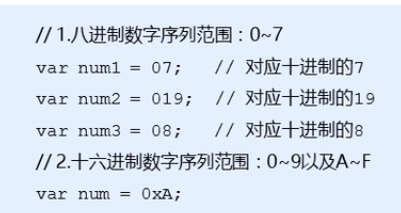 // 1.八进制数字序列范围：0~7
var num1 = 07;   // 对应十进制的7
var num2 = 019;  // 对应十进制的19
var num3 = 08;   // 对应十进制的8
// 2.十六进制数字序列范围：0~9以及A~F
var num = 0xA;